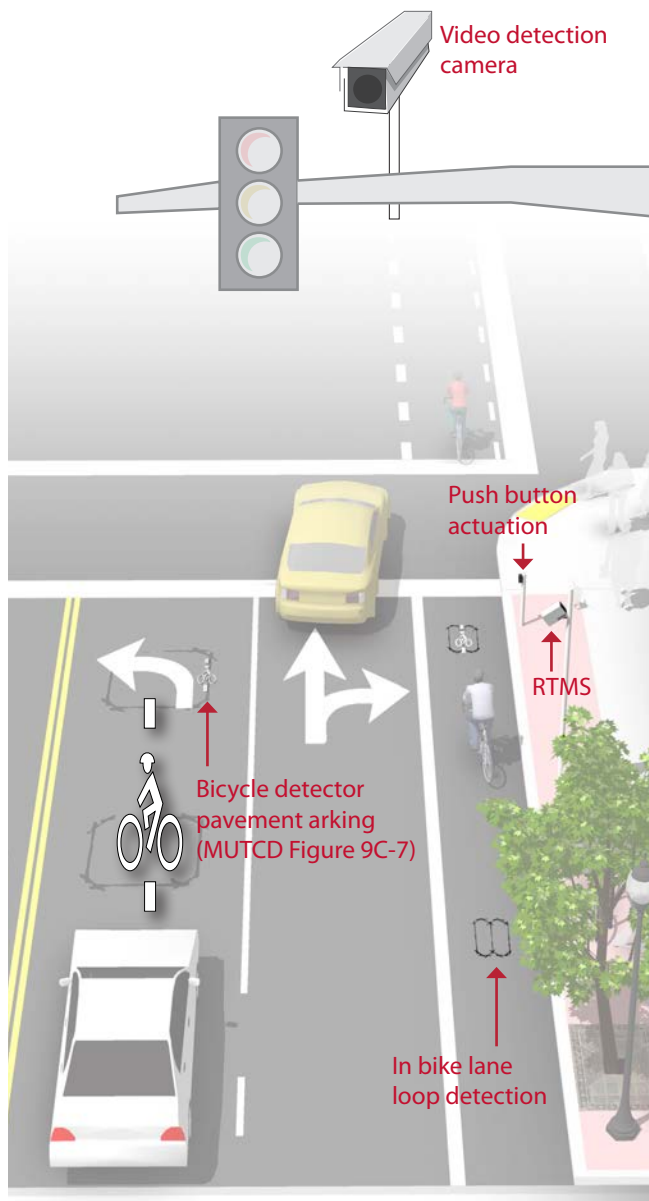 Video detection
camera
Push button
actuation
RTMS
Bicycle detector
pavement arking
(MUTCD Figure 9C-7)
In bike lane
loop detection